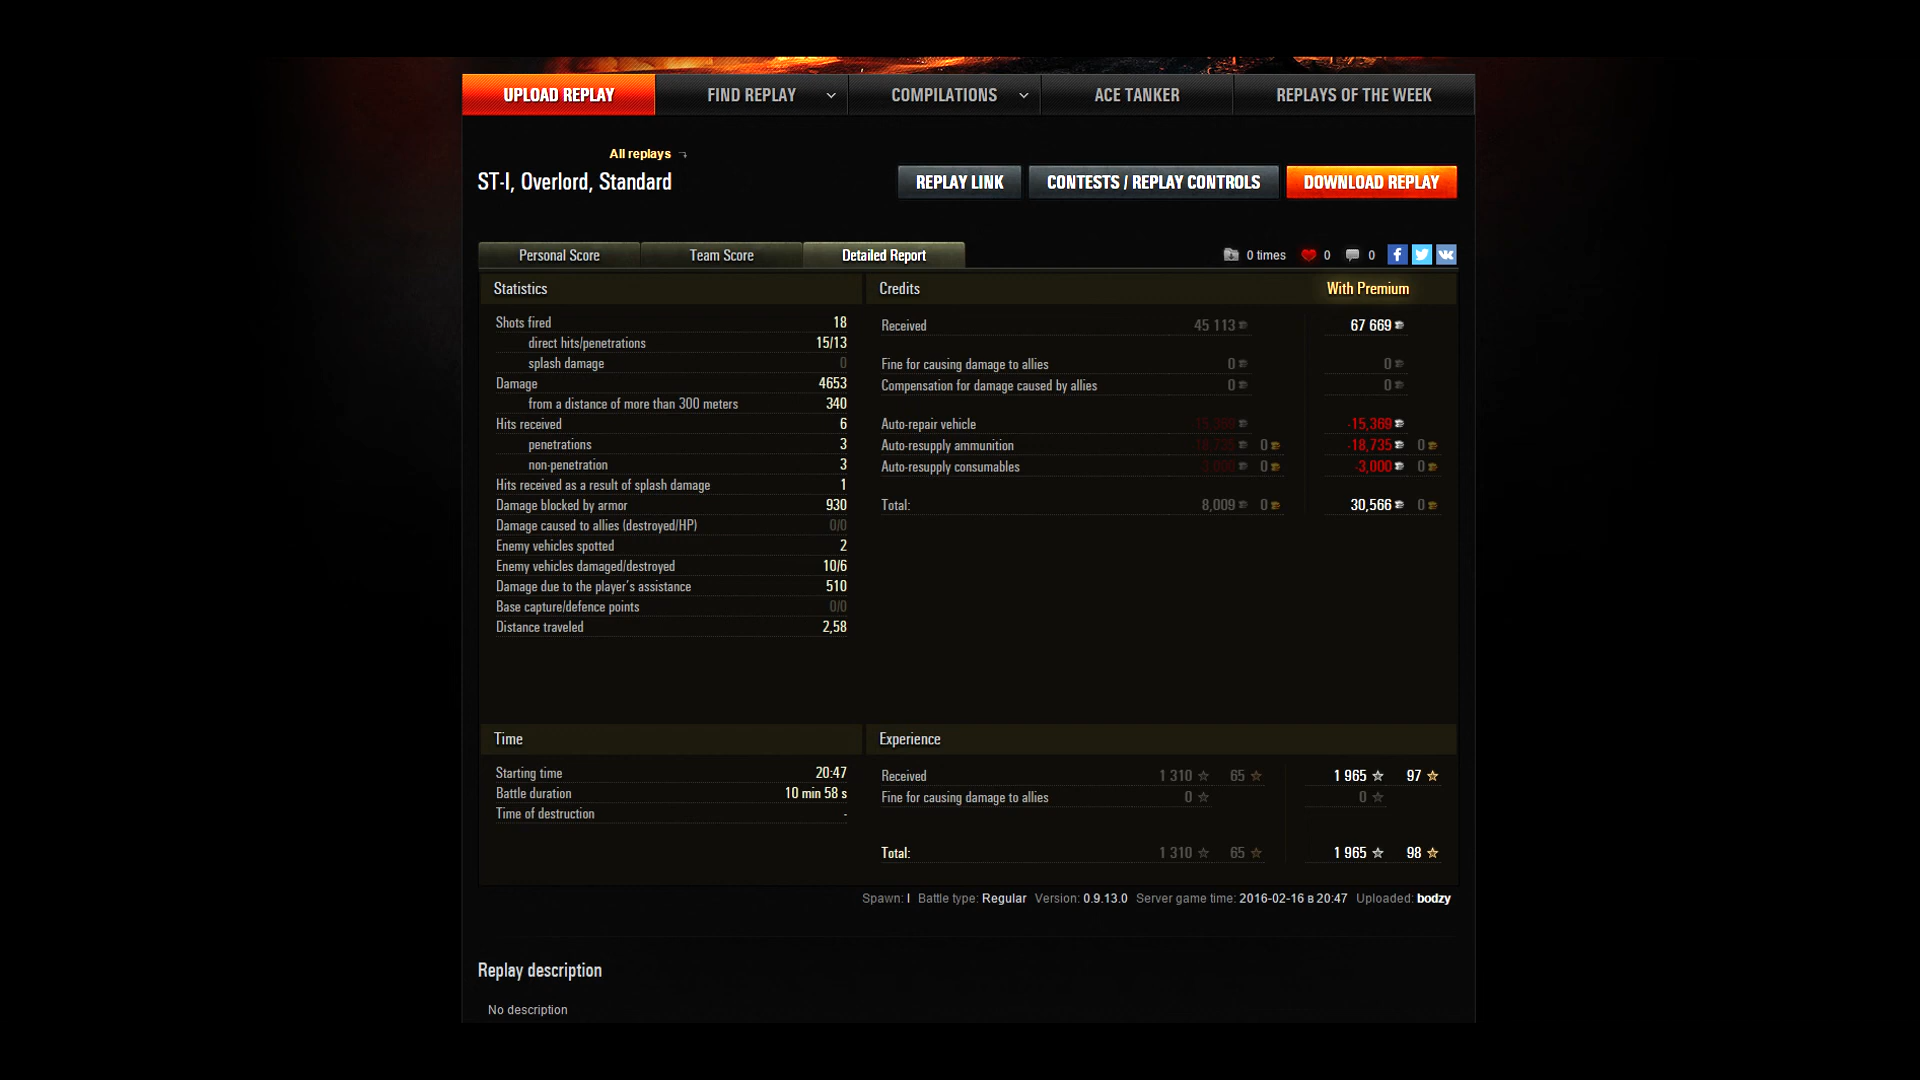 UPLOAD REPLAY
FIND REPLAY
COMPILATIONS
ACE TANKER
REPLAYS OF THE WEEK
All replays
ST-I, Overlord, Standard
REPLAY LINK
CONTESTS / REPLAY CONTROLS
DOWNLOAD REPLAY
Personal Score
Team Score
Detailed Report
0 times
0
0
Statistics
Shots fired 18
direct hits/penetrations 15/13
splash damage 0
Damage 4653
from a distance of more than 300 meters 340
Hits received 6
penetrations 3
non-penetration 3
Hits received as a result of splash damage 1
Damage blocked by armor 930
Damage caused to allies (destroyed/HP) 0/0
Enemy vehicles spotted 2
Enemy vehicles damaged/destroyed 10/6
Damage due to the player's assistance 510
Base capture/defence points 0/0
Distance traveled 2,58
Credits With Premium
Received 45 113 67 669
Fine for causing damage to allies 0 0
Compensation for damage caused by allies 0 0
Auto-repair vehicle -15,369 -15,369
Auto-resupply ammunition -18,735 0 -18,735 0
Auto-resupply consumables -3,000 0 -3,000 0
Total: 8,009 0 30,566 0
Time
Starting time 20:47
Battle duration 10 min 58 s
Time of destruction -
Experience
Received 1 310 65 1 965 97
Fine for causing damage to allies 0 0
Total: 1 310 65 1 965 98
Spawn: I Battle type: Regular Version: 0.9.13.0 Server game time: 2016-02-16 в 20:47 Uploaded: bodzy
Replay description
No description